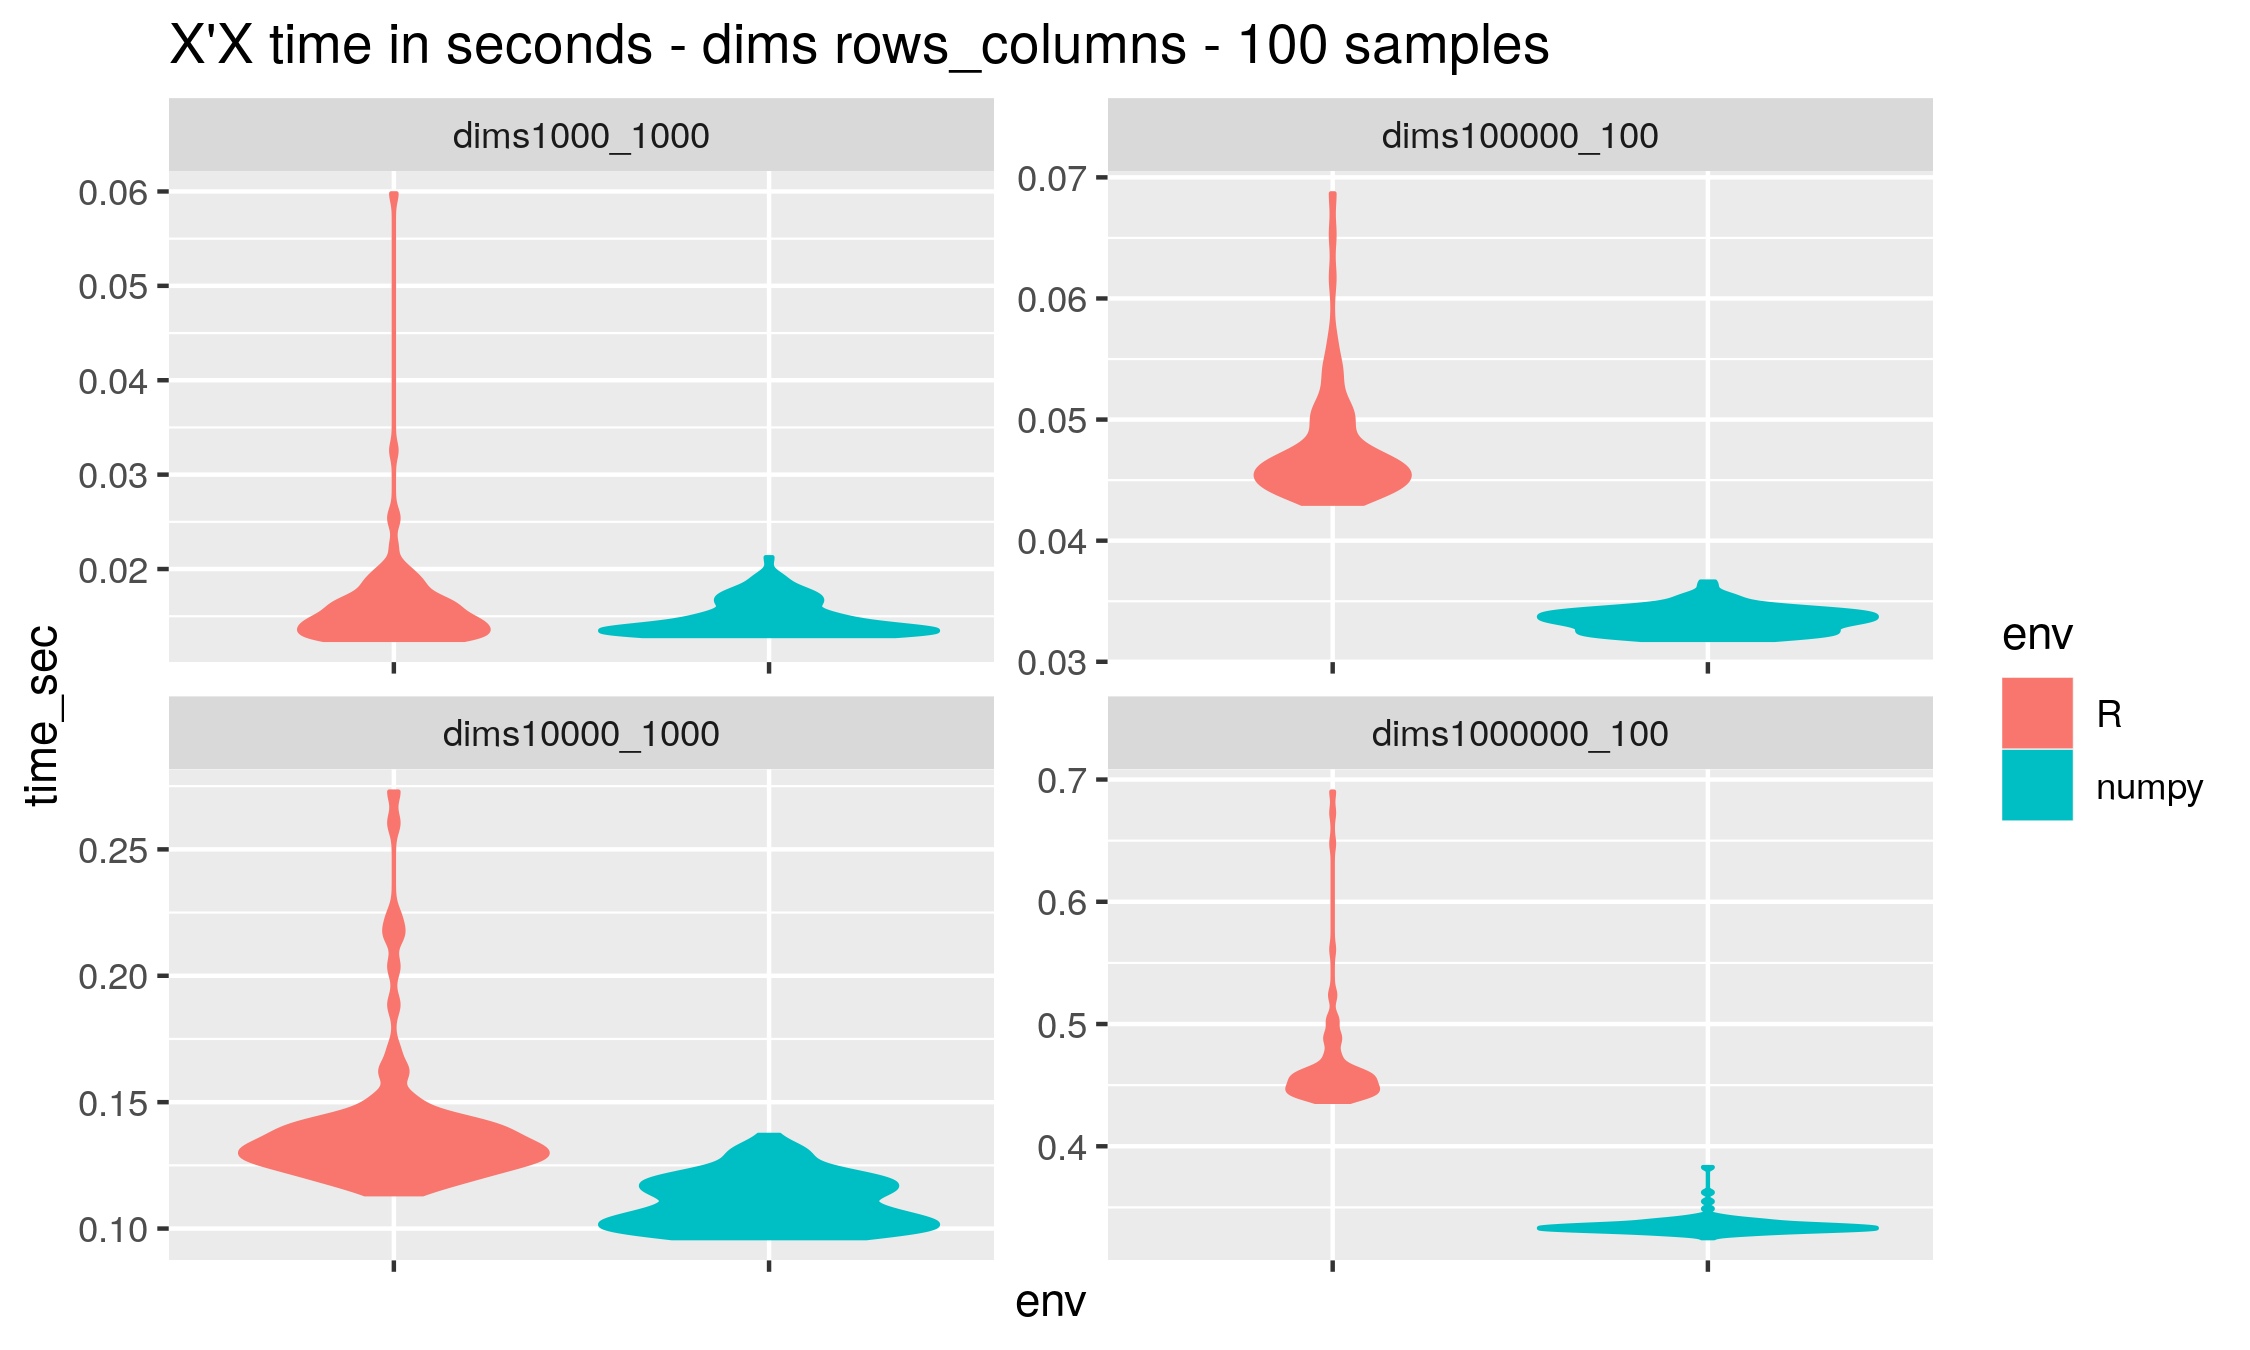 X'X time in seconds - dims rows_columns - 100 samples
dims1000_1000
0.06
0.05
0.04
0.03
0.02
dims100000_100
0.07
0.06
0.05
0.04
0.03
dims10000_1000
0.25
0.20
0.15
0.10
dims1000000_100
0.7
0.6
0.5
0.4
time_sec
env
env
R
numpy